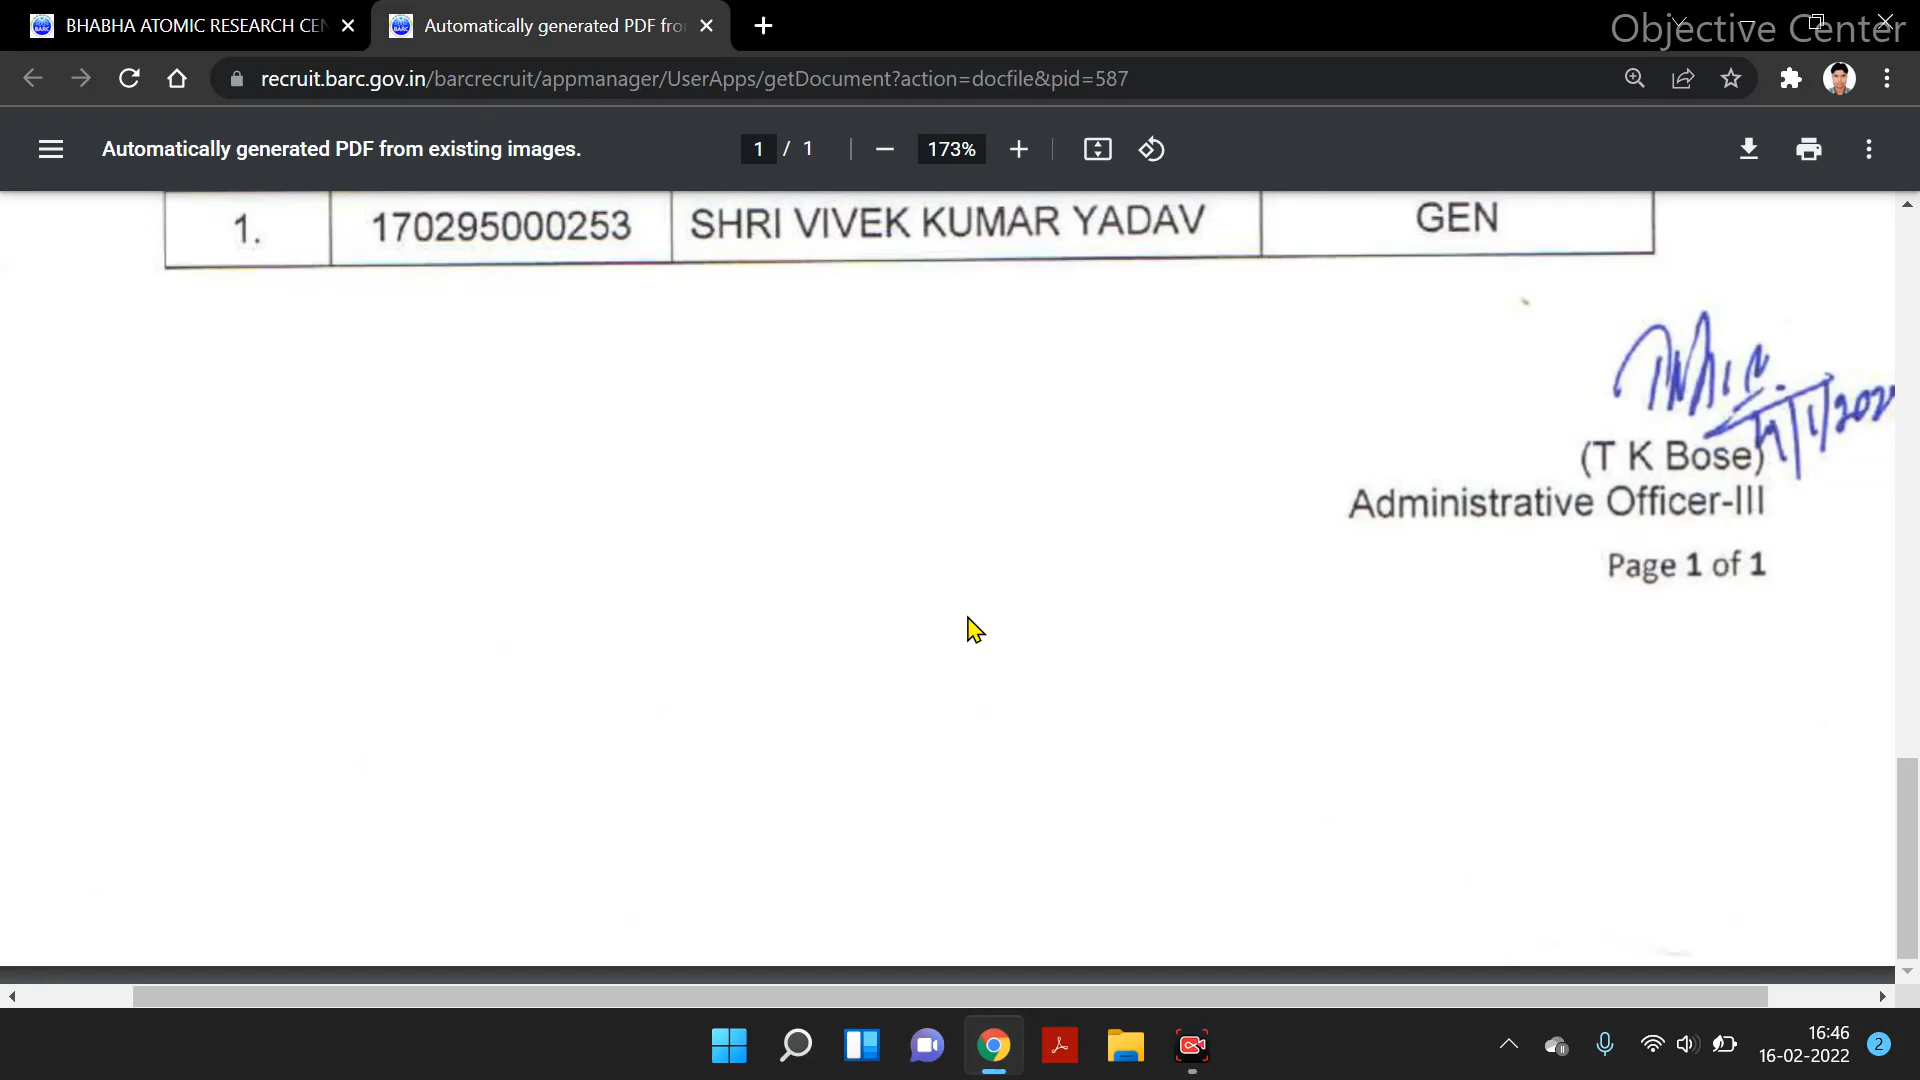 BHABHA ATOMIC RESEARCH CEN
Automatically generated PDF fro
Objective Center
recruit.barc.gov.in/barcrecruit/appmanager/UserApps/getDocument?action=docfile&pid=587
Automatically generated PDF from existing images.
1 / 1
173%
1. 170295000253 SHRI VIVEK KUMAR YADAV GEN
(T K Bose)
Administrative Officer-III
Page 1 of 1
16:46
16-02-2022
2